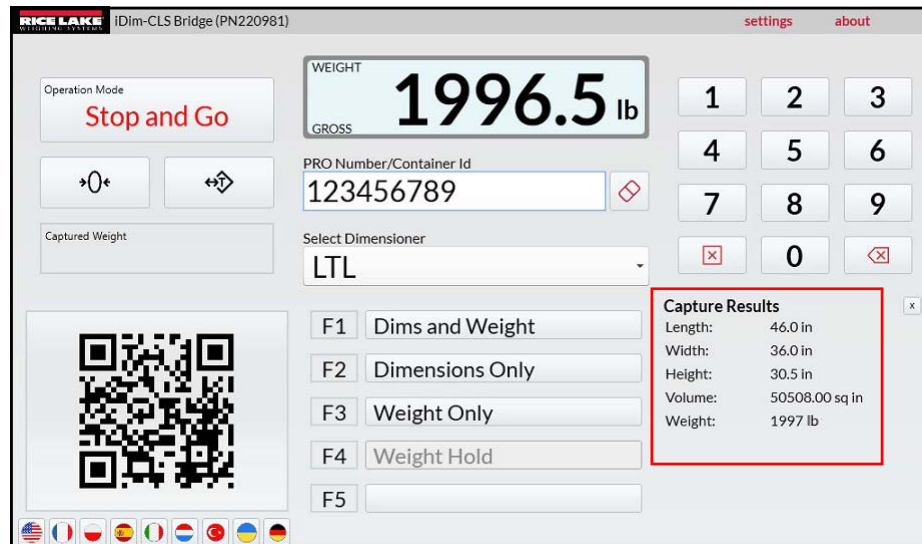 RICE LAKE
WEIGHING SYSTEMS
iDim-CLS Bridge (PN220981)
settings
about
Operation Mode
Stop and Go
→0←
↔T
Captured Weight
WEIGHT
1996.5 lb
GROSS
PRO Number/Container Id
123456789
Select Dimensioner
LTL
1 2 3
4 5 6
7 8 9
0
F1 Dims and Weight
F2 Dimensions Only
F3 Weight Only
F4 Weight Hold
F5
Capture Results
x
Length: 46.0 in
Width: 36.0 in
Height: 30.5 in
Volume: 50508.00 sq in
Weight: 1997 lb